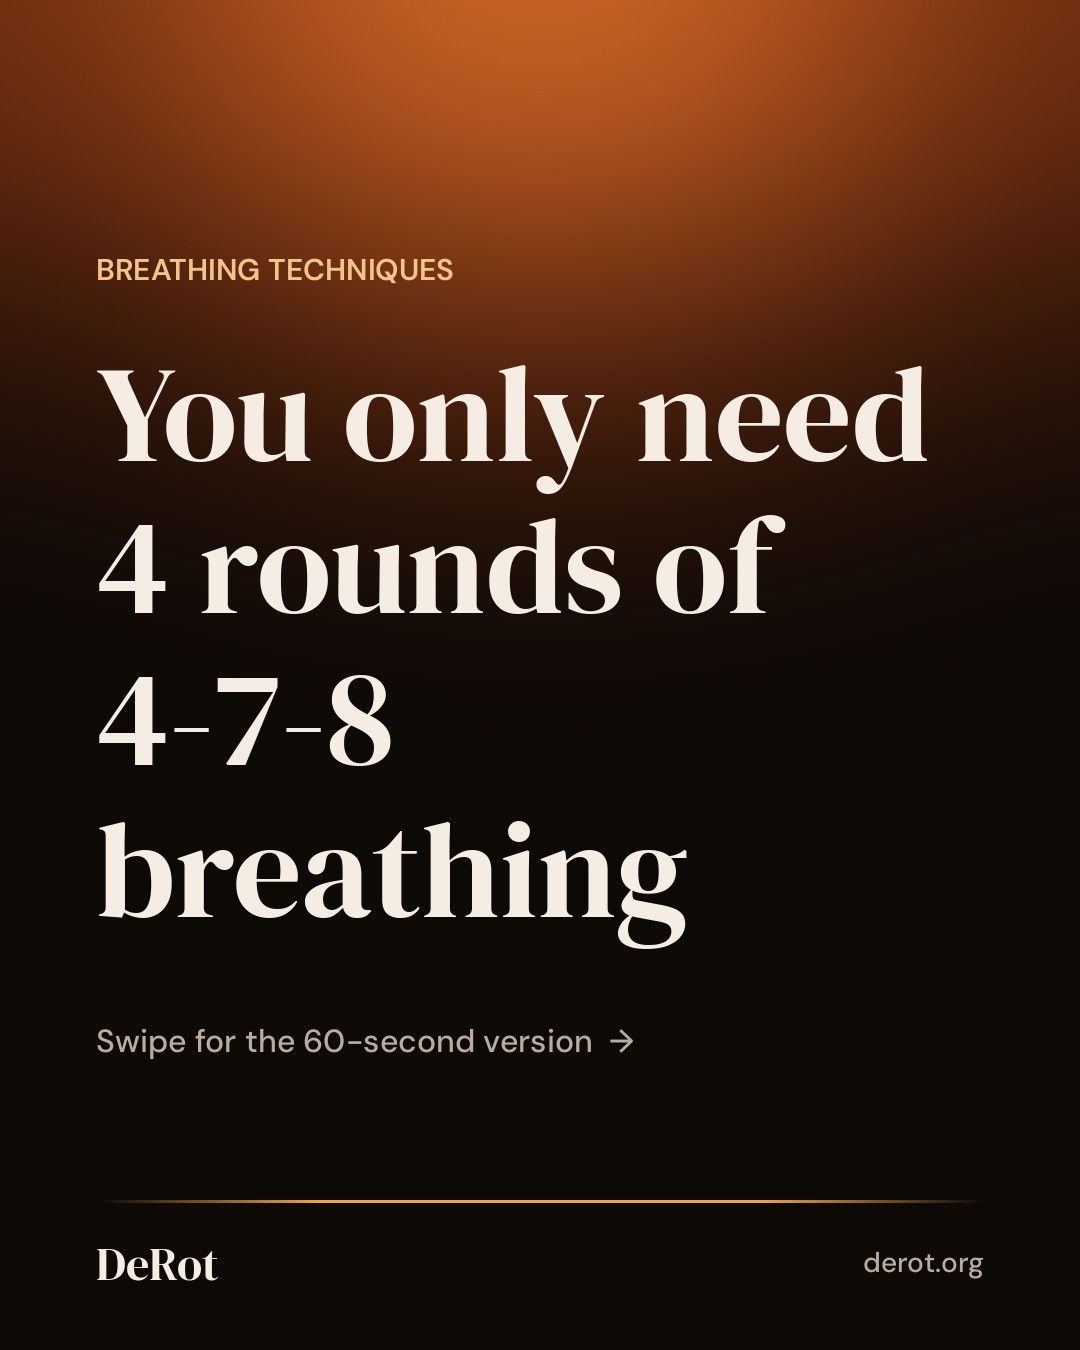 BREATHING TECHNIQUES
You only need
4 rounds of
4-7-8
breathing
Swipe for the 60-second version →
DeRot
derot.org